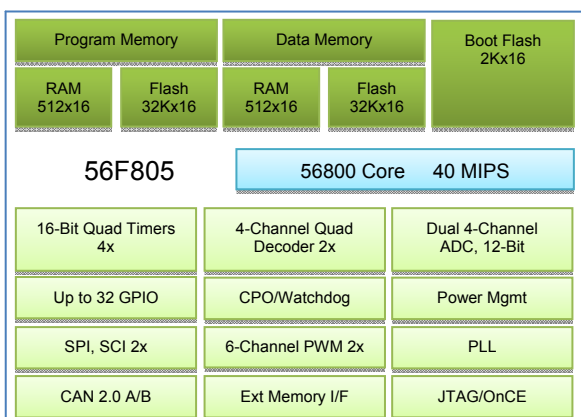 Program Memory
Data Memory
Boot Flash
2Kx16
RAM
512x16
Flash
32Kx16
RAM
512x16
Flash
32Kx16
56F805
56800 Core 40 MIPS
16-Bit Quad Timers
4x
4-Channel Quad
Decoder 2x
Dual 4-Channel
ADC, 12-Bit
Up to 32 GPIO
CPO/Watchdog
Power Mgmt
SPI, SCI 2x
6-Channel PWM 2x
PLL
CAN 2.0 A/B
Ext Memory I/F
JTAG/OnCE